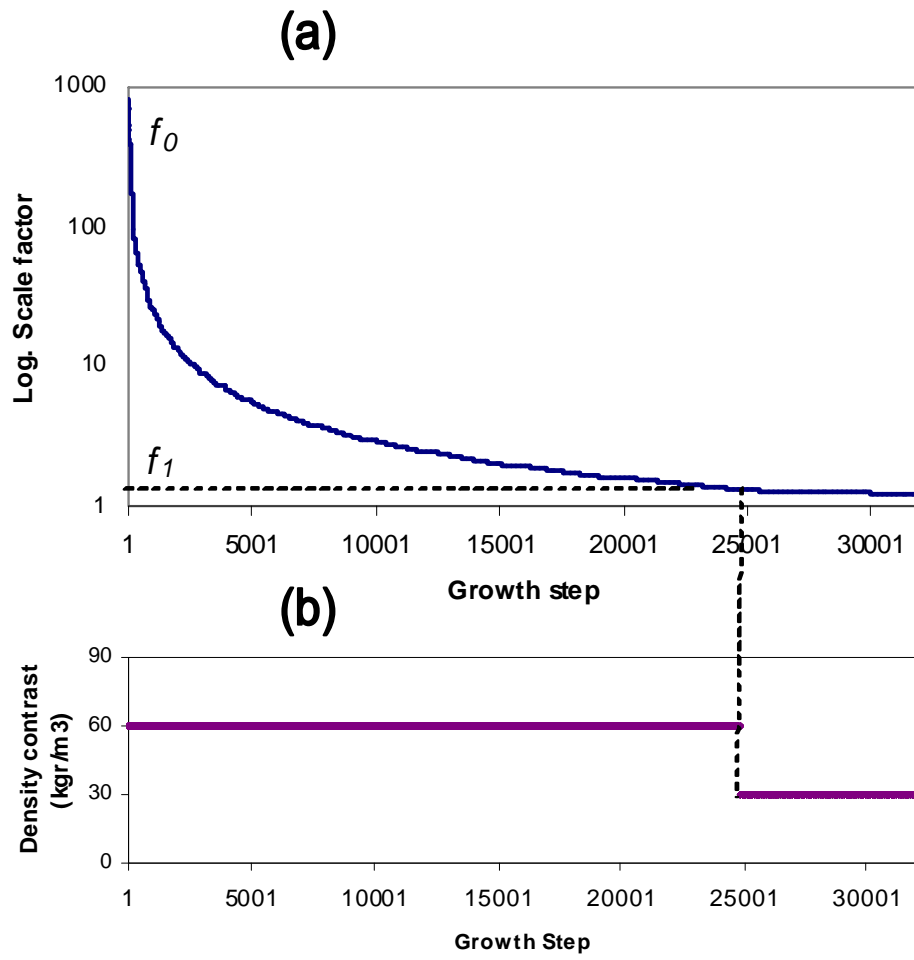 (a)
1000
100
10
1
f0
f1
Log. Scale factor
1 5001 10001 15001 20001 25001 30001
Growth step
(b)
90
60
30
0
Density contrast
(kgr/m3)
1 5001 10001 15001 20001 25001 30001
Growth Step